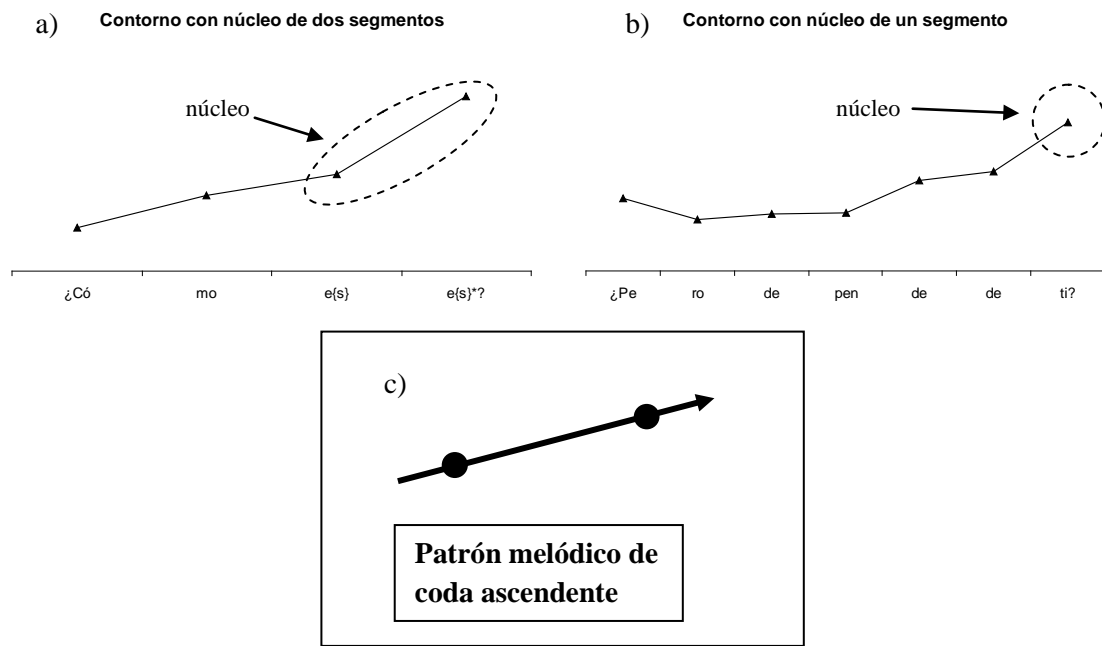 a) Contorno con núcleo de dos segmentos
núcleo
¿Có mo e{s} e{s}*?
b) Contorno con núcleo de un segmento
núcleo
¿Pe ro de pen de de ti?
c)
Patrón melódico de
coda ascendente